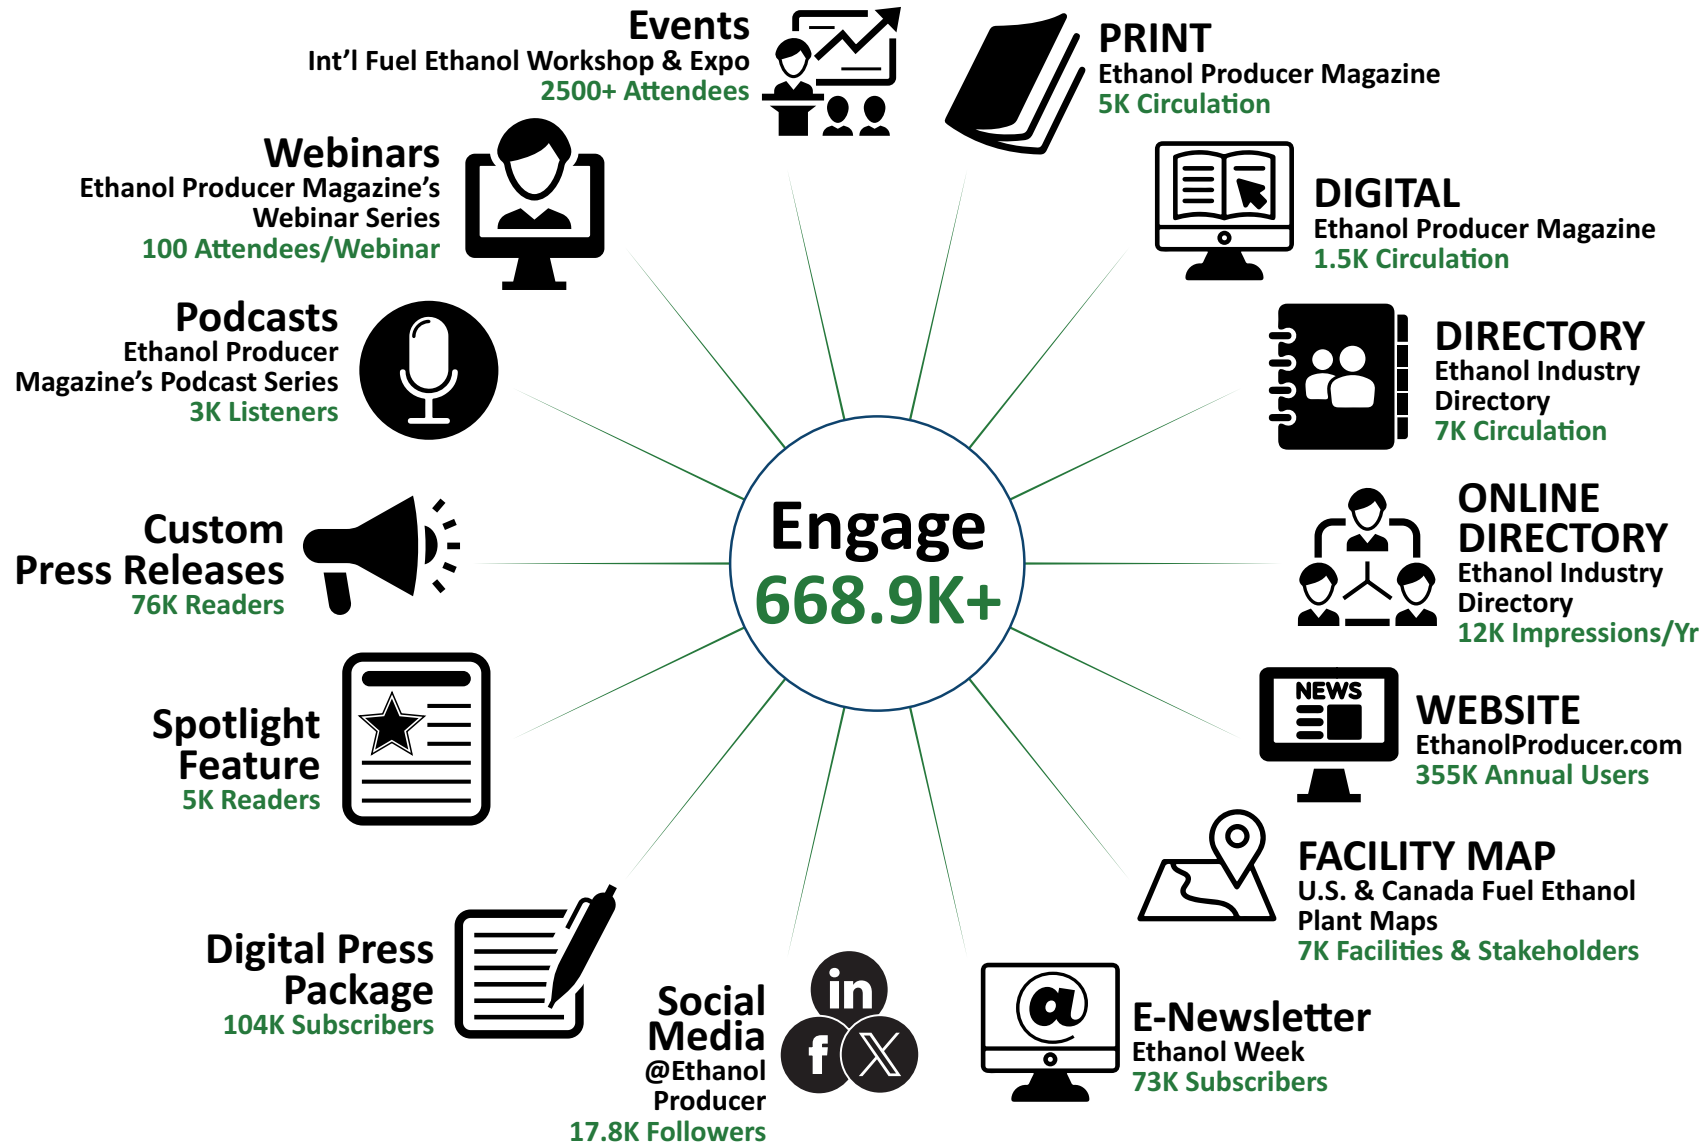 Events
Int'l Fuel Ethanol Workshop & Expo
2500+ Attendees
PRINT
Ethanol Producer Magazine
5K Circulation
DIGITAL
Ethanol Producer Magazine
1.5K Circulation
DIRECTORY
Ethanol Industry
Directory
7K Circulation
ONLINE
DIRECTORY
Ethanol Industry
Directory
12K Impressions/Yr
NEWS
WEBSITE
EthanolProducer.com
355K Annual Users
FACILITY MAP
U.S. & Canada Fuel Ethanol
Plant Maps
7K Facilities & Stakeholders
@
E-Newsletter
Ethanol Week
73K Subscribers
in
f
X
Social
Media
@Ethanol
Producer
17.8K Followers
Digital Press
Package
104K Subscribers
Spotlight
Feature
5K Readers
Custom
Press Releases
76K Readers
Podcasts
Ethanol Producer
Magazine's Podcast Series
3K Listeners
Webinars
Ethanol Producer Magazine's
Webinar Series
100 Attendees/Webinar
Engage
668.9K+